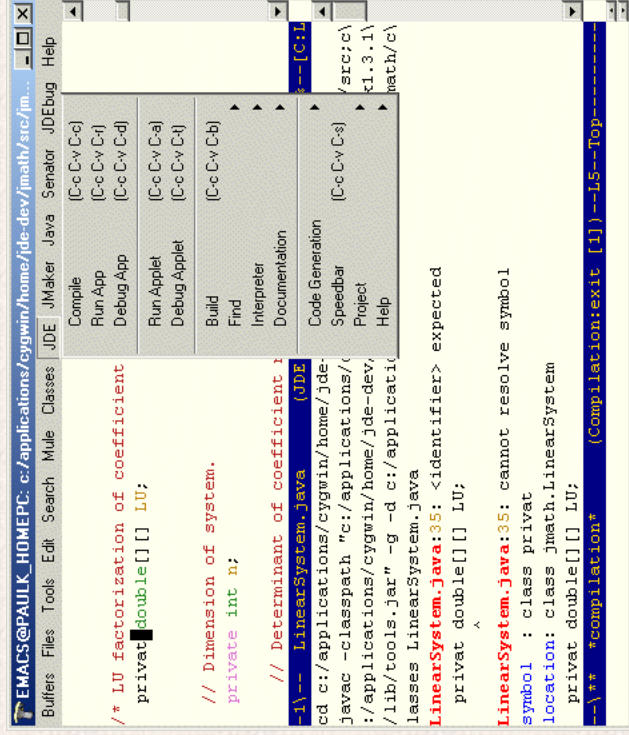 EMACS@PAULK_HOMEPC: c:/applications/cygwin/home/jde-dev/jmath/src/jm...
Buffers Files Tools Edit Search Mule Classes JDE JMaker Java Senator JDEbug Help
/* LU factorization of coefficient
privat double[][] LU;
// Dimension of system.
private int n;
// Determinant of coefficient
Compile (C-c C-v C-c)
Run App (C-c C-v C-r)
Debug App (C-c C-v C-d)
Run Applet (C-c C-v C-a)
Debug Applet (C-c C-v C-t)
Build (C-c C-v C-b)
Find
Interpreter
Documentation
Code Generation
Speedbar (C-c C-v C-s)
Project
Help
-1\-- LinearSystem.java (JDE --[C:L
cd c:/applications/cygwin/home/jde- /src;c\
javac -classpath "c:/applications/c t1.3.1\
:/applications/cygwin/home/jde-dev/ math/c\
/lib/tools.jar" -g -d c:/applicatio
lasses LinearSystem.java
LinearSystem.java:35: <identifier> expected
privat double[][] LU;
^
LinearSystem.java:35: cannot resolve symbol
symbol : class privat
location: class jmath.LinearSystem
privat double[][] LU;
--\** *compilation* (Compilation:exit [1])--L5--Top----------